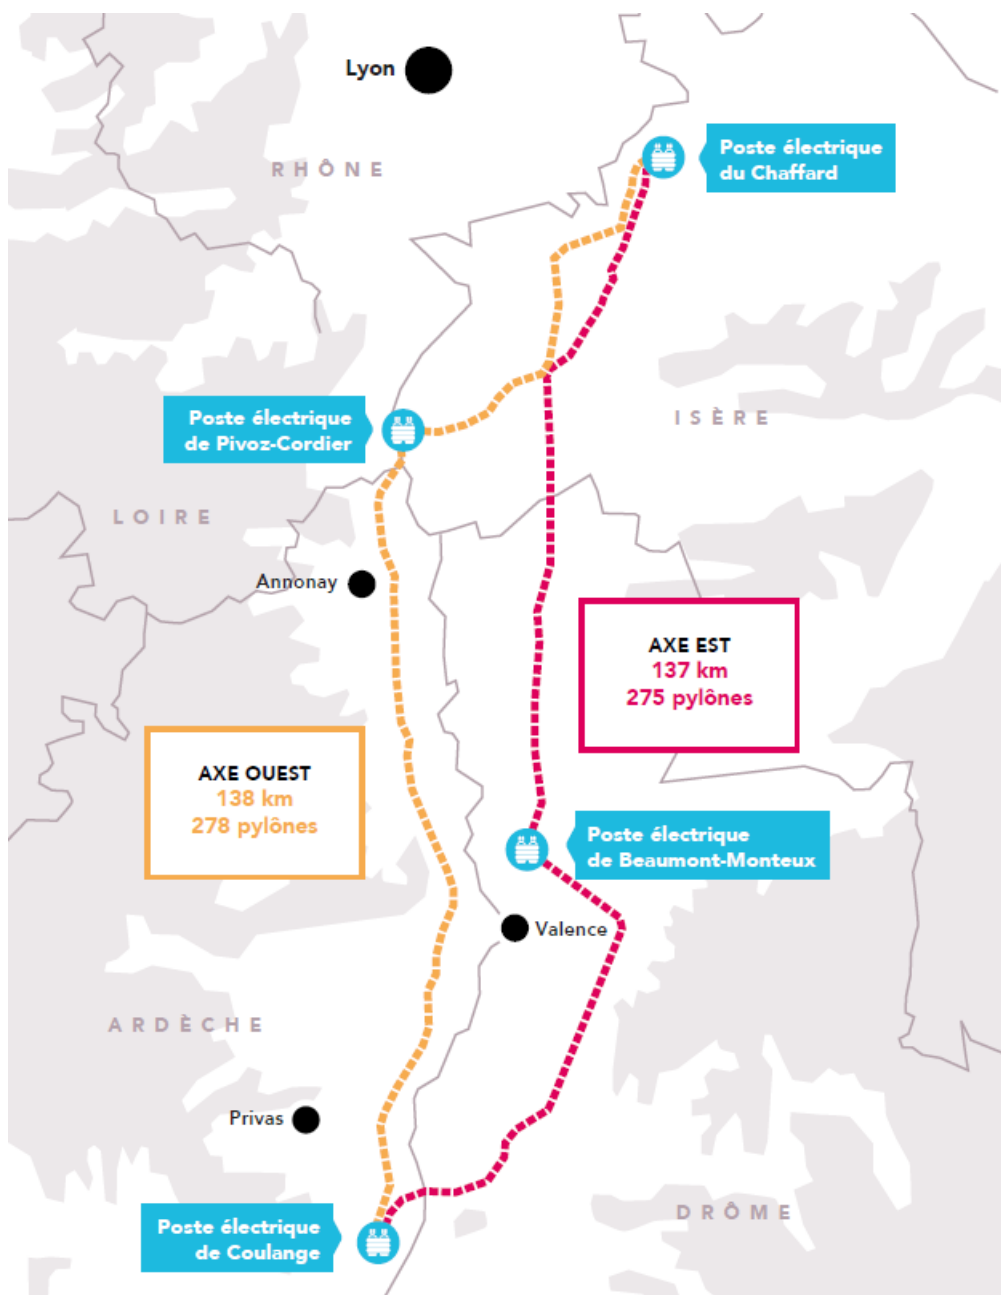 Lyon
Poste électrique
du Chaffard
RHÔNE
Poste électrique
de Pivoz-Cordier
ISÈRE
LOIRE
Annonay
AXE EST
137 km
275 pylônes
AXE OUEST
138 km
278 pylônes
Poste électrique
de Beaumont-Monteux
Valence
ARDÈCHE
Privas
DRÔME
Poste électrique
de Coulange